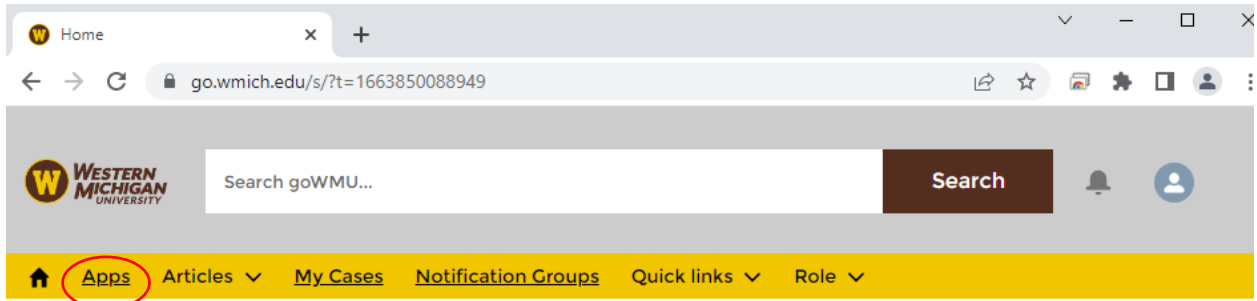 W Home
go.wmich.edu/s/?t=1663850088949
W WESTERN MICHIGAN UNIVERSITY
Search goWMU...
Search
Apps Articles My Cases Notification Groups Quick links Role